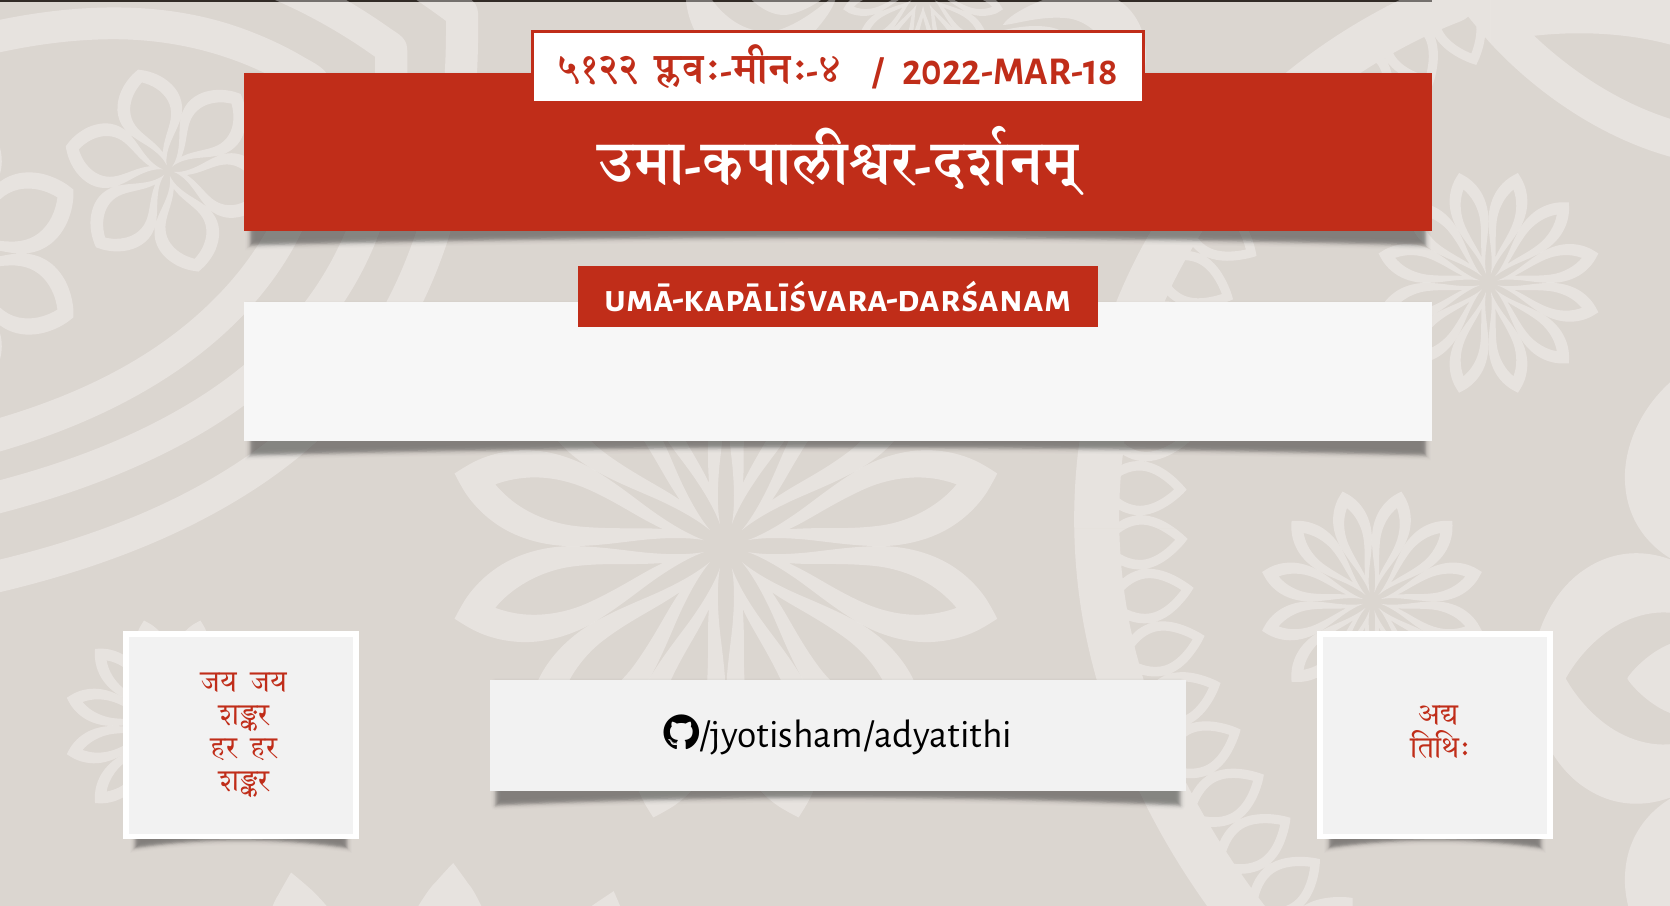 ५१२२ प्लवः-मीनः-४ / 2022-MAR-18
उमा-कपालीश्वर-दर्शनम्
UMĀ-KAPĀLĪŚVARA-DARŚANAM
जय जय
शङ्कर
हर हर
शङ्कर
/jyotisham/adyatithi
अद्य
तिथिः